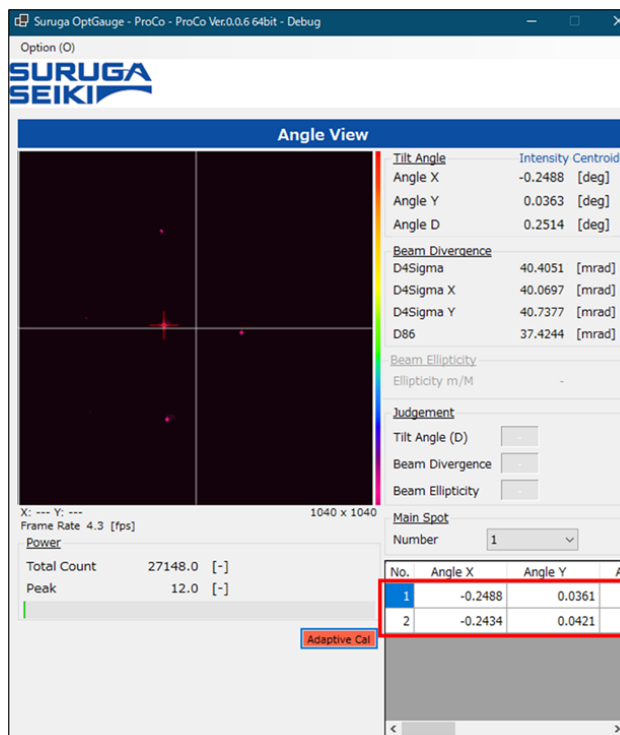 Suruga OptGauge - ProCo - ProCo Ver.0.0.6 64bit - Debug
Option (O)
SURUGA
SEIKI
Angle View
Tilt Angle Intensity Centroid
Angle X -0.2488 [deg]
Angle Y 0.0363 [deg]
Angle D 0.2514 [deg]
Beam Divergence
D4Sigma 40.4051 [mrad]
D4Sigma X 40.0697 [mrad]
D4Sigma Y 40.7377 [mrad]
D86 37.4244 [mrad]
Beam Ellipticity
Ellipticity m/M -
Judgement
Tilt Angle (D) -
Beam Divergence -
Beam Ellipticity -
X: --- Y: --- 1040 x 1040
Frame Rate 4.3 [fps]
Power
Total Count 27148.0 [-]
Peak 12.0 [-]
Adaptive Cal
Main Spot
Number 1
No. Angle X Angle Y A
1 -0.2488 0.0361
2 -0.2434 0.0421